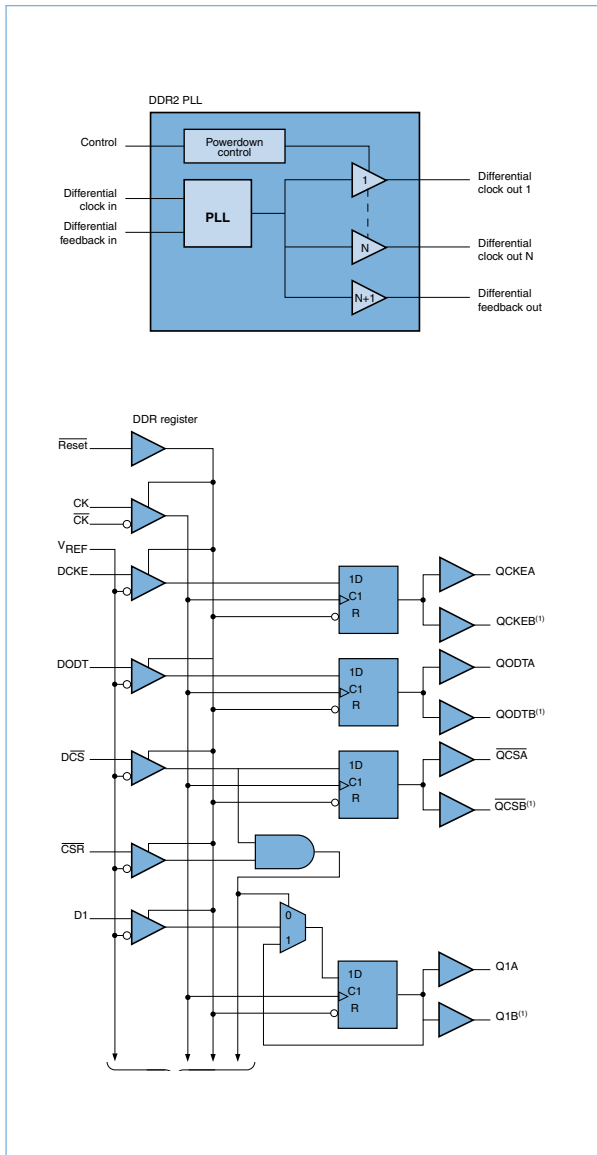 DDR2 PLL
Control
Powerdown
control
Differential
clock in
Differential
feedback in
PLL
1
N
N+1
Differential
clock out 1
Differential
clock out N
Differential
feedback out
DDR register
Reset
CK
CK
VREF
DCKE
1D
C1
R
QCKEA
QCKEB(1)
DODT
1D
C1
R
QODTA
QODTB(1)
DCS
1D
C1
R
QCSA
QCSB(1)
CSR
D1
0
1
1D
C1
R
Q1A
Q1B(1)